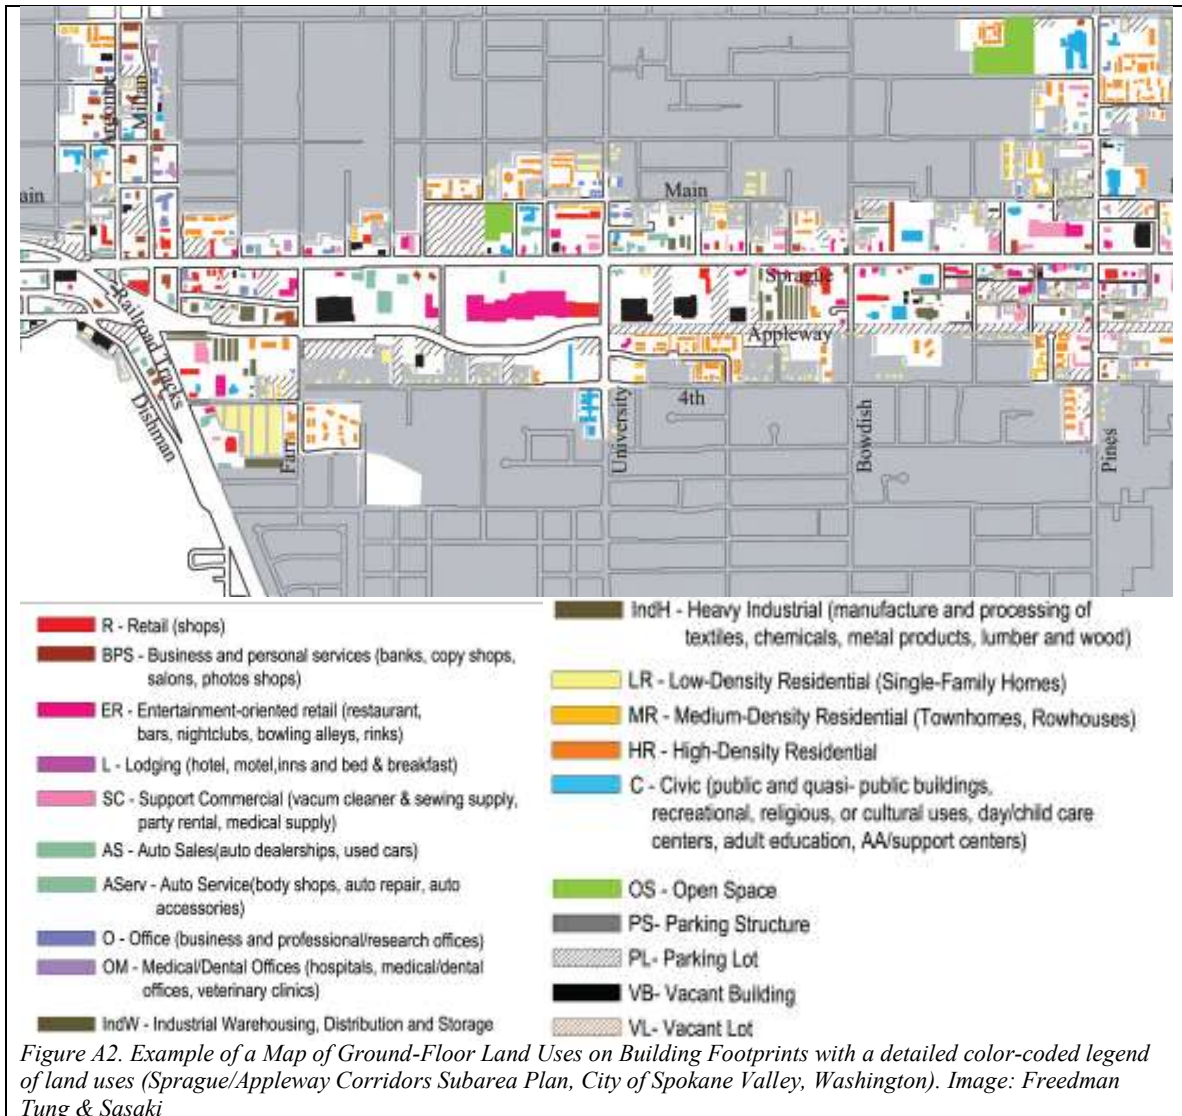 Argonne
Mullan
ain
Main
Sprague
Appleway
Railroad Tracks
Dishman
Farr
University
4th
Bowdish
Pines
R - Retail (shops)
BPS - Business and personal services (banks, copy shops,
salons, photos shops)
ER - Entertainment-oriented retail (restaurant,
bars, nightclubs, bowling alleys, rinks)
L - Lodging (hotel, motel,inns and bed & breakfast)
SC - Support Commercial (vacum cleaner & sewing supply,
party rental, medical supply)
AS - Auto Sales(auto dealerships, used cars)
AServ - Auto Service(body shops, auto repair, auto
accessories)
O - Office (business and professional/research offices)
OM - Medical/Dental Offices (hospitals, medical/dental
offices, veterinary clinics)
IndW - Industrial Warehousing, Distribution and Storage
IndH - Heavy Industrial (manufacture and processing of
textiles, chemicals, metal products, lumber and wood)
LR - Low-Density Residential (Single-Family Homes)
MR - Medium-Density Residential (Townhomes, Rowhouses)
HR - High-Density Residential
C - Civic (public and quasi- public buildings,
recreational, religious, or cultural uses, day/child care
centers, adult education, AA/support centers)
OS - Open Space
PS- Parking Structure
PL- Parking Lot
VB- Vacant Building
VL- Vacant Lot
Figure A2. Example of a Map of Ground-Floor Land Uses on Building Footprints with a detailed color-coded legend
of land uses (Sprague/Appleway Corridors Subarea Plan, City of Spokane Valley, Washington). Image: Freedman
Tung & Sasaki